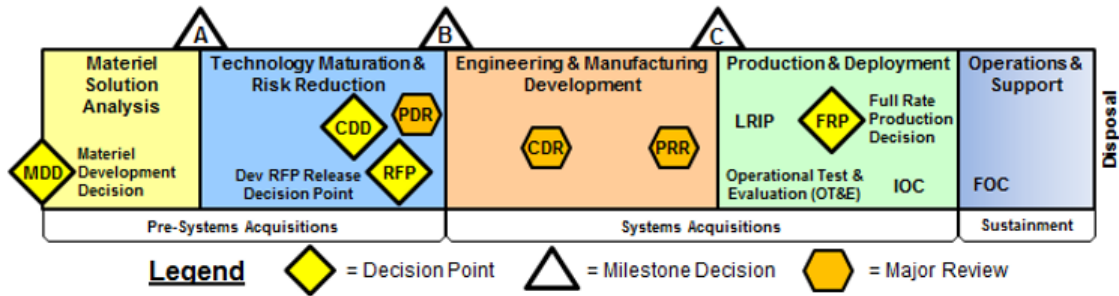 A
B
C
Materiel
Solution
Analysis
MDD
Materiel
Development
Decision
Technology Maturation &
Risk Reduction
CDD
PDR
Dev RFP Release
Decision Point
RFP
Engineering & Manufacturing
Development
CDR
PRR
Production & Deployment
LRIP
FRP
Full Rate
Production
Decision
Operational Test &
Evaluation (OT&E)
IOC
Operations &
Support
FOC
Disposal
Pre-Systems Acquisitions
Systems Acquisitions
Sustainment
Legend
= Decision Point
= Milestone Decision
= Major Review